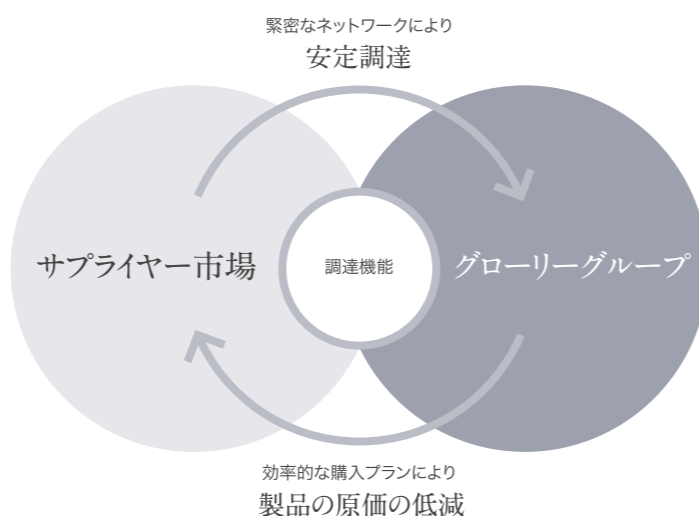 緊密なネットワークにより
安定調達
サプライヤー市場
調達機能
グローリーグループ
効率的な購入プランにより
製品の原価の低減